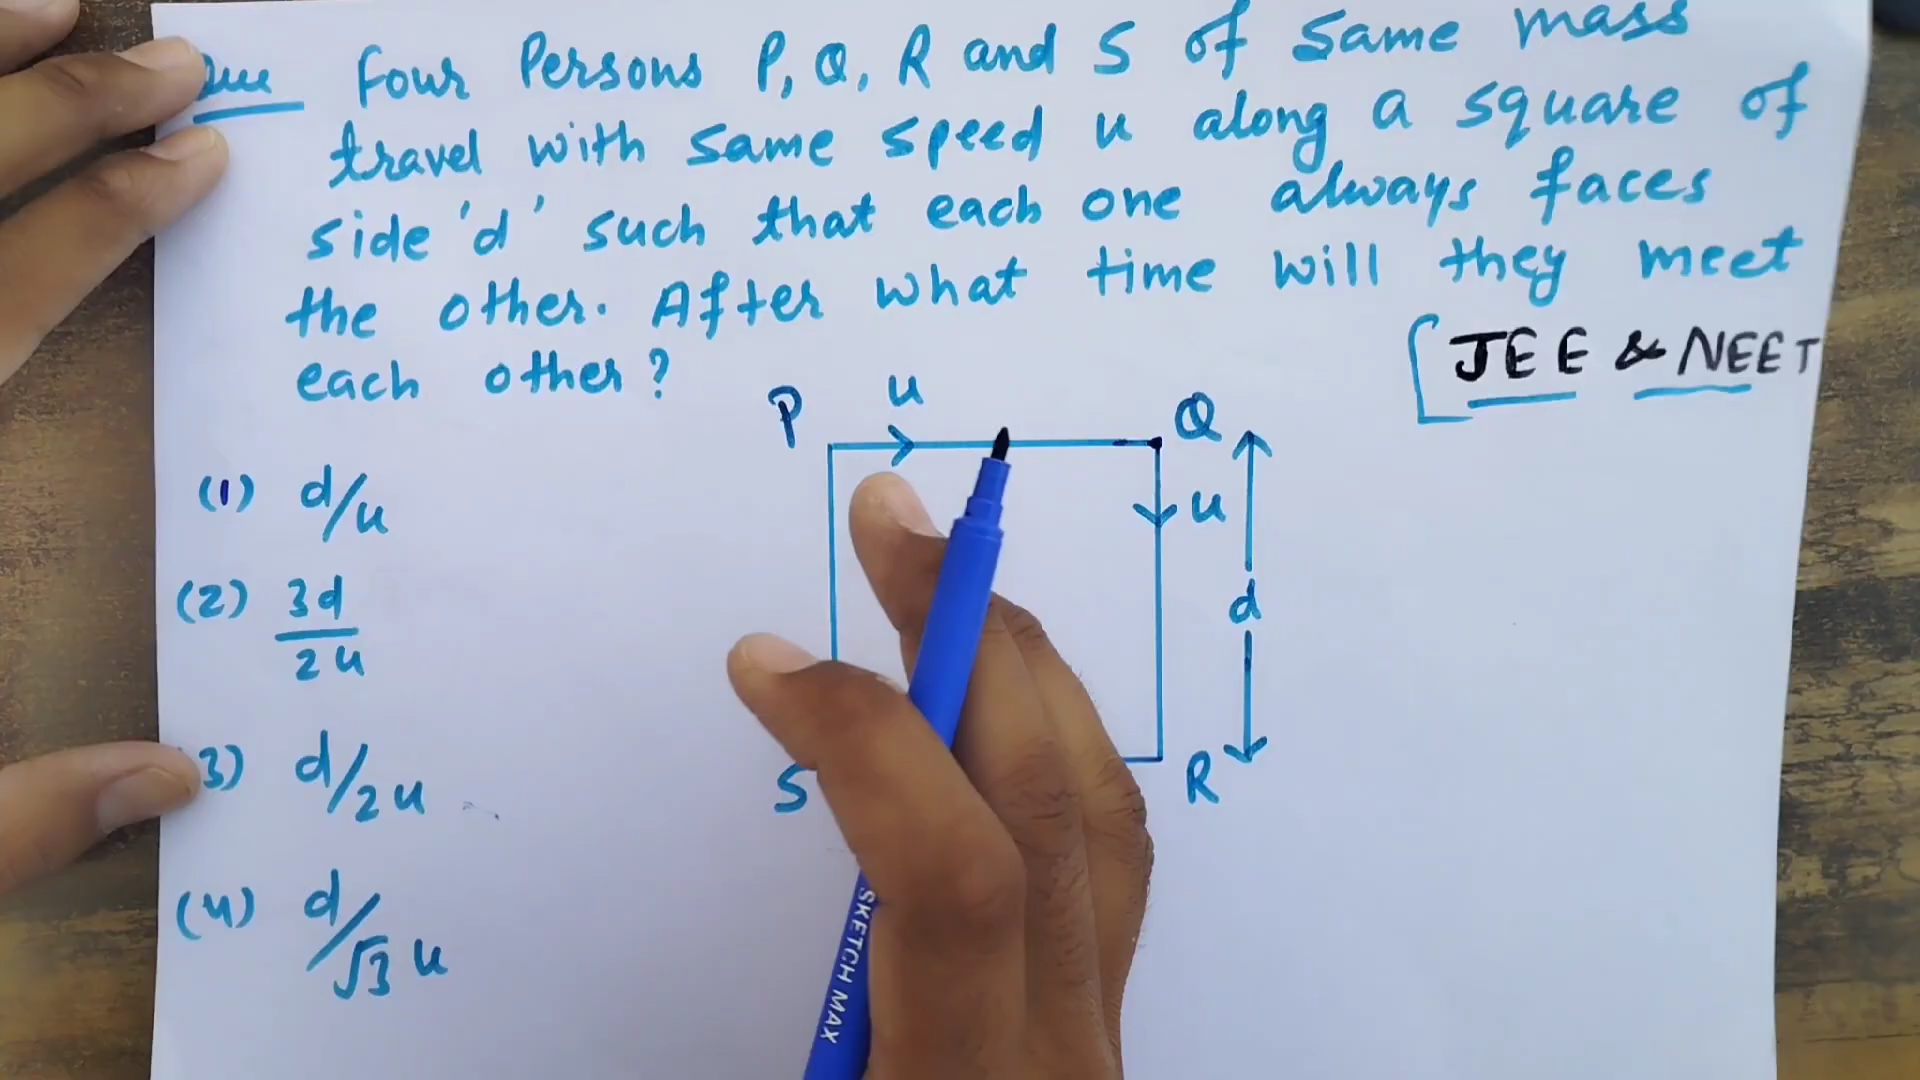 Que Four Persons P, Q, R and S of same mass
travel with same speed u along a square of
side 'd' such that each one always faces
the other. After what time will they meet
each other?
[JEE & NEET
P u Q
u
d
S R
(1) d/u
(2) 3d/2u
(3) d/2u
(4) d/√3 u
SKETCH MAX